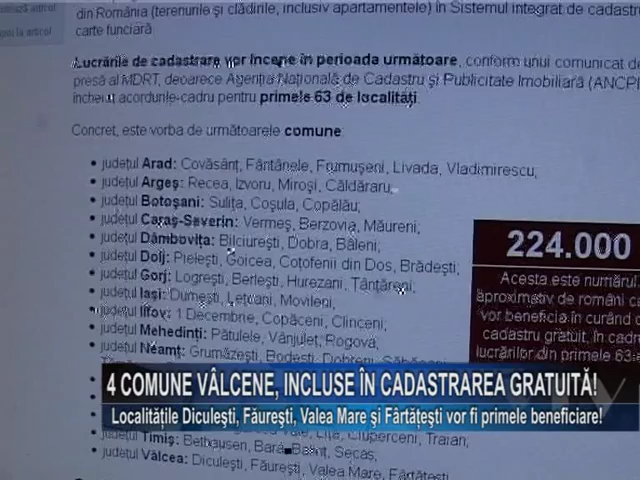 din România (terenurile şi clădirile, inclusiv apartamentele) în Sistemul integrat de cadastru
carte funciară
Lucrările de cadastrare vor începe în perioada următoare, conform unui comunicat de
presă al MDRT, deoarece Agenţia Naţională de Cadastru şi Publicitate Imobiliară (ANCPI
încheiat acordurile-cadru pentru primele 63 de localităţi
Concret, este vorba de următoarele comune
• judeţul Arad: Covăsânţ, Fântânele, Frumuşeni, Livada, Vladimirescu;
• judeţul Argeş: Recea, Izvoru, Miroşi, Căldăraru,
• judeţul Botoşani: Suliţa, Coşula, Copălău;
• judeţul Caraş-Severin: Vermeş, Berzovia, Măureni;
• judeţul Dâmboviţa: Bilciureşti, Dobra, Băleni;
• judeţul Dolj: Pieleşti, Goicea, Coţofenii din Dos, Brădeşti;
• judeţul Gorj: Logreşti, Berleşti, Hurezani, Ţânţăreni;
• judeţul Iaşi: Dumeşti, Leţcani, Movileni,
• judeţul Ilfov: 1 Decembrie, Copăceni, Clinceni;
• judeţul Mehedinţi: Pătulele, Vânjuleţ, Rogova,
• judeţul Neamţ: Grumăzeşti, Bodeşti, Dobreni,
224.000
Acesta este numărul
aproximativ de români c
vor beneficia în curând d
cadastru gratuit, în cadr
lucrărilor din primele 63
4 COMUNE VÂLCENE, INCLUSE ÎN CADASTRAREA GRATUITĂ!
Localităţile Diculeşti, Făureşti, Valea Mare şi Fârtăţeşti vor fi primele beneficiare!
• judeţul Timiş: Bethausen, Bara, Balinţ, Secaş,
• judeţul Vâlcea: Diculeşti, Făureşti, Valea Mare, Fârtăţeşti